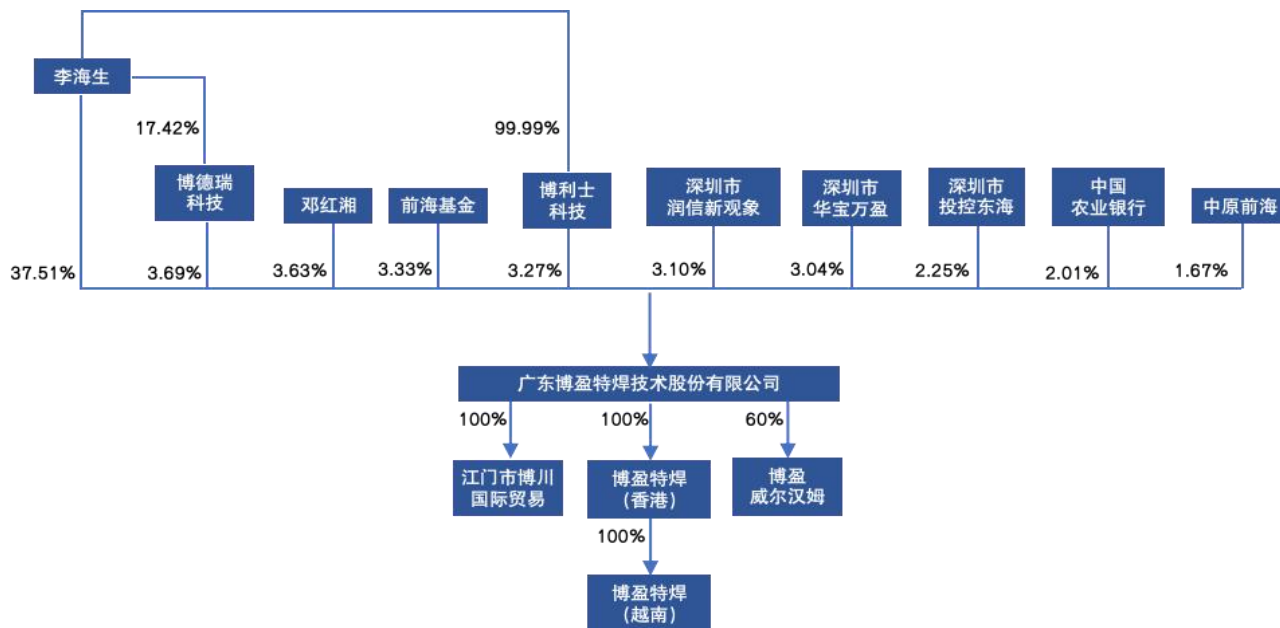 李海生
17.42%
99.99%
博德瑞
科技
邓红湘
前海基金
博利士
科技
深圳市
润信新观象
深圳市
华宝万盈
深圳市
投控东海
中国
农业银行
中原前海
37.51%
3.69%
3.63%
3.33%
3.27%
3.10%
3.04%
2.25%
2.01%
1.67%
广东博盈特焊技术股份有限公司
100%
100%
60%
江门市博川
国际贸易
博盈特焊
(香港)
博盈
威尔汉姆
100%
博盈特焊
(越南)